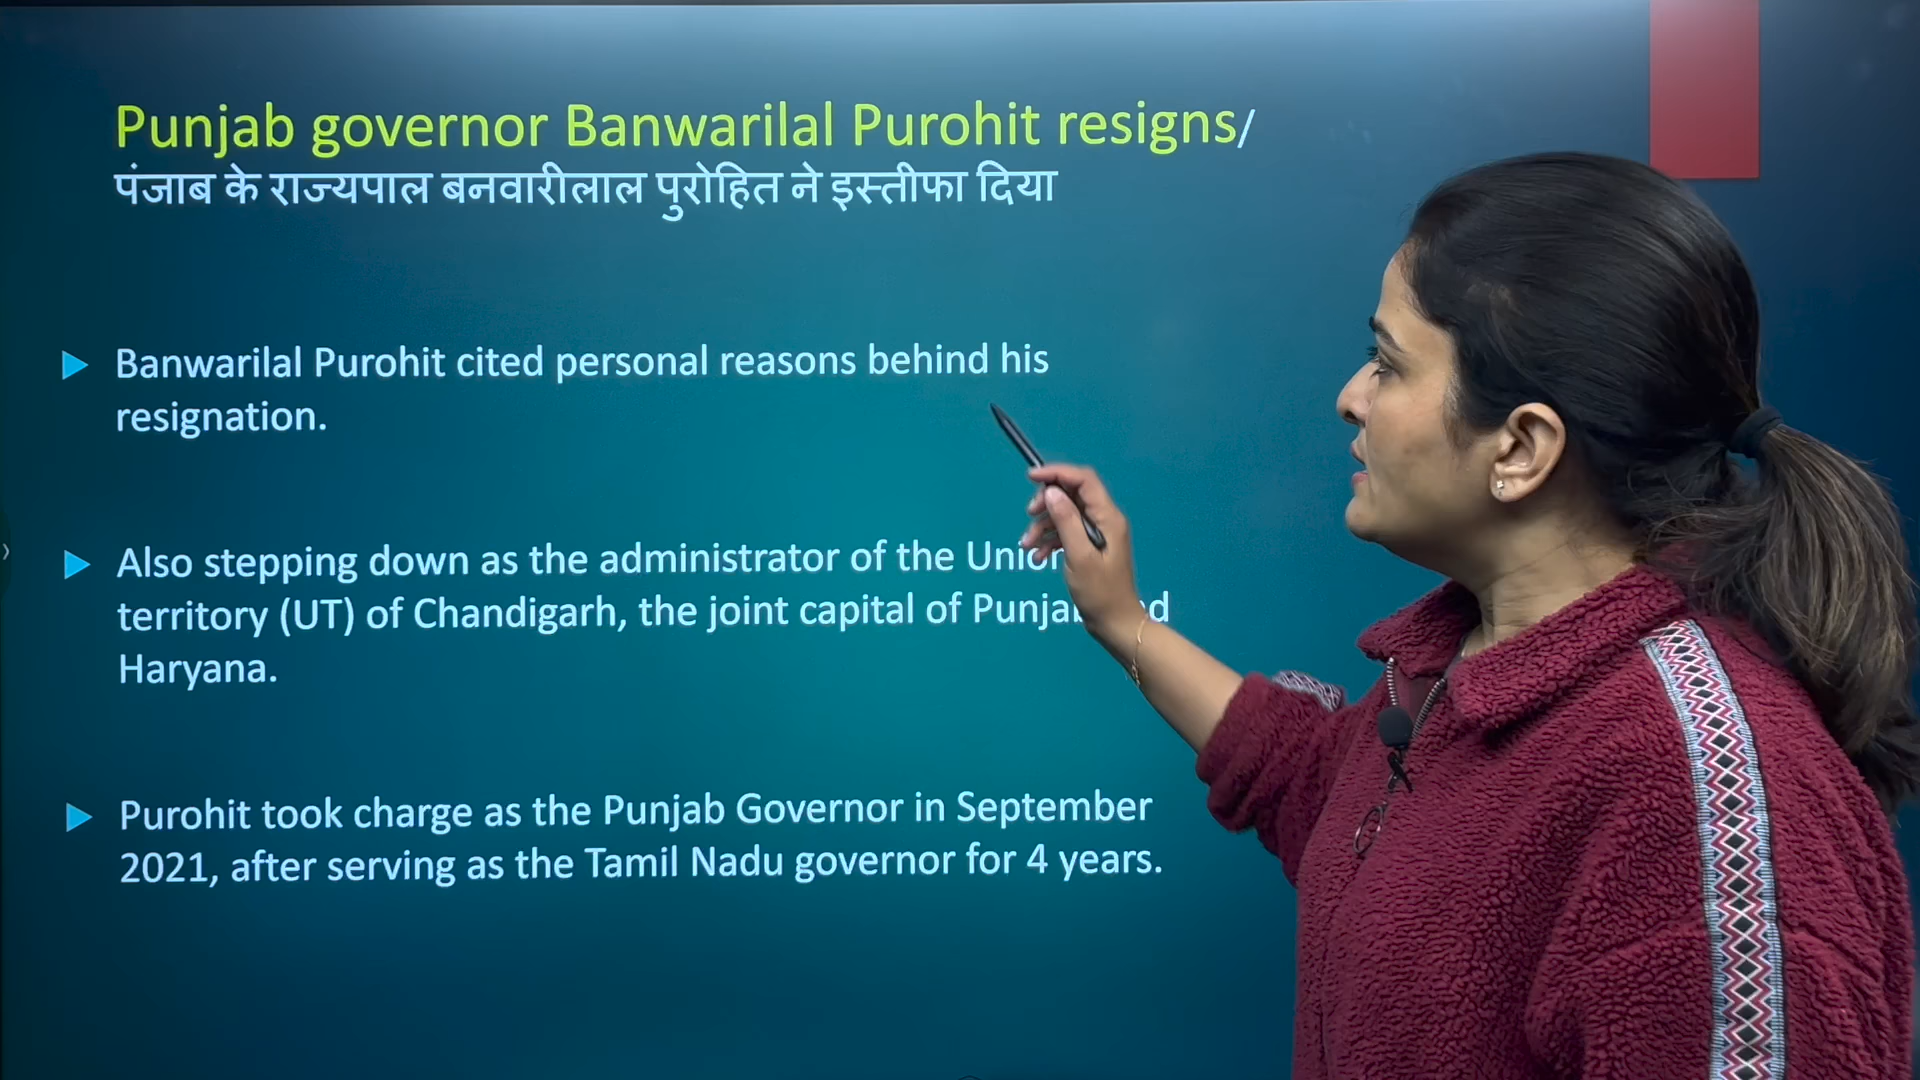 Punjab governor Banwarilal Purohit resigns/
पंजाब के राज्यपाल बनवारीलाल पुरोहित ने इस्तीफा दिया
Banwarilal Purohit cited personal reasons behind his
resignation.
Also stepping down as the administrator of the Union
territory (UT) of Chandigarh, the joint capital of Punjab
Haryana.
Purohit took charge as the Punjab Governor in September
2021, after serving as the Tamil Nadu governor for 4 years.